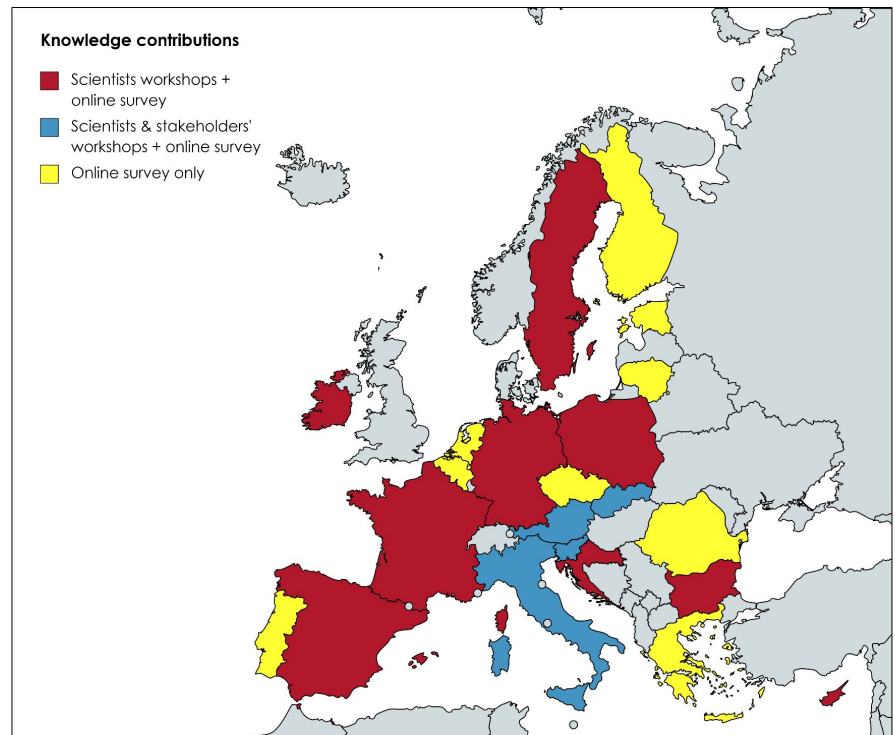 Knowledge contributions
Scientists workshops +
online survey
Scientists & stakeholders'
workshops + online survey
Online survey only